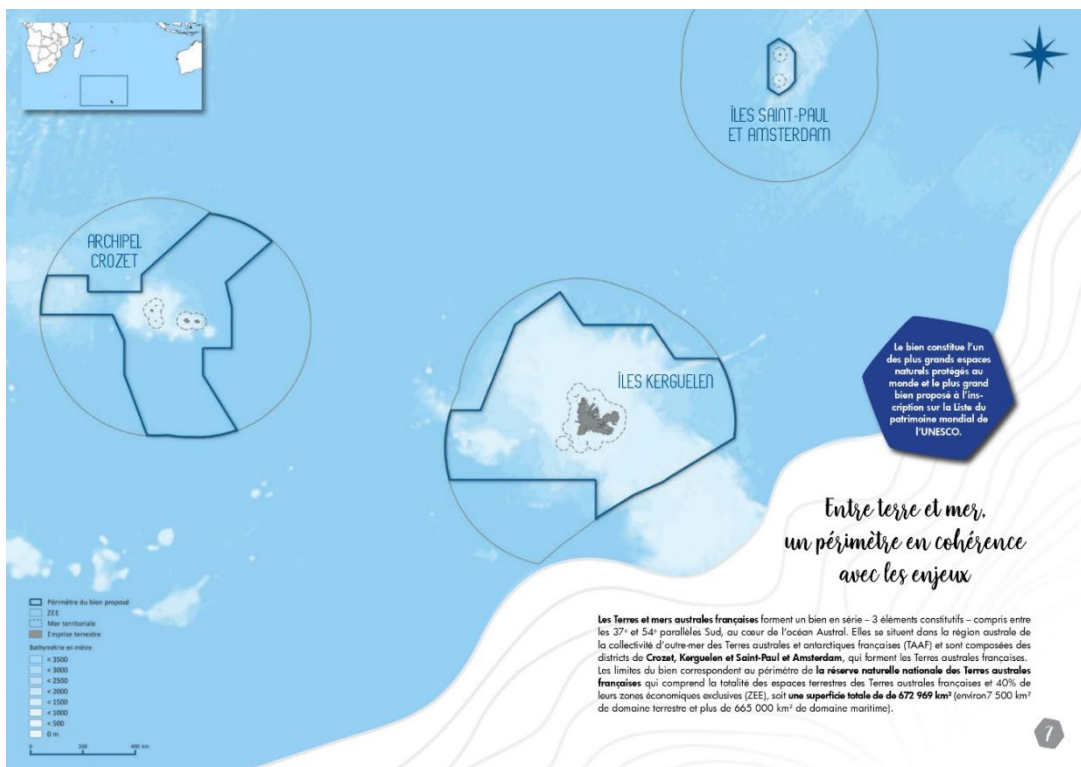 ÎLES SAINT-PAUL
ET AMSTERDAM
ARCHIPEL
CROZET
ÎLES KERGUELEN
Le bien constitue l'un
des plus grands espaces
naturels protégés au
monde et le plus grand
bien proposé à l'ins-
cription sur la Liste du
patrimoine mondial de
l'UNESCO.
Entre terre et mer,
un périmètre en cohérence
avec les enjeux
Périmètre du bien proposé
ZEE
Mer territoriale
Emprise terrestre
Bathymétrie en mètre
< 3500
< 3000
< 2500
< 2000
< 1500
< 1000
< 500
0 m
0 200 400 km
Les Terres et mers australes françaises forment un bien en série – 3 éléments constitutifs – compris entre
les 37e et 54e parallèles Sud, au cœur de l'océan Austral. Elles se situent dans la région australe de
la collectivité d'outre-mer des Terres australes et antarctiques françaises (TAAF) et sont composées des
districts de Crozet, Kerguelen et Saint-Paul et Amsterdam, qui forment les Terres australes françaises.
Les limites du bien correspondent au périmètre de la réserve naturelle nationale des Terres australes
françaises qui comprend la totalité des espaces terrestres des Terres australes françaises et 40% de
leurs zones économiques exclusives (ZEE), soit une superficie totale de de 672 969 km² (environ7 500 km²
de domaine terrestre et plus de 665 000 km² de domaine maritime).
7